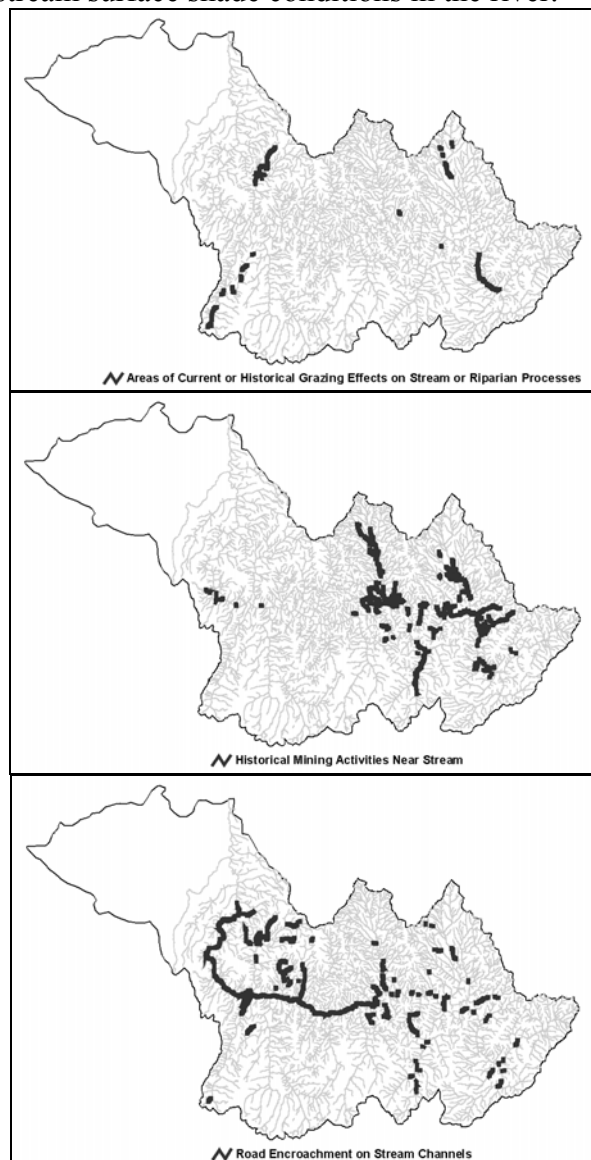 stream surface shade conditions in the river.
Areas of Current or Historical Grazing Effects on Stream or Riparian Processes
Historical Mining Activities Near Stream
Road Encroachment on Stream Channels